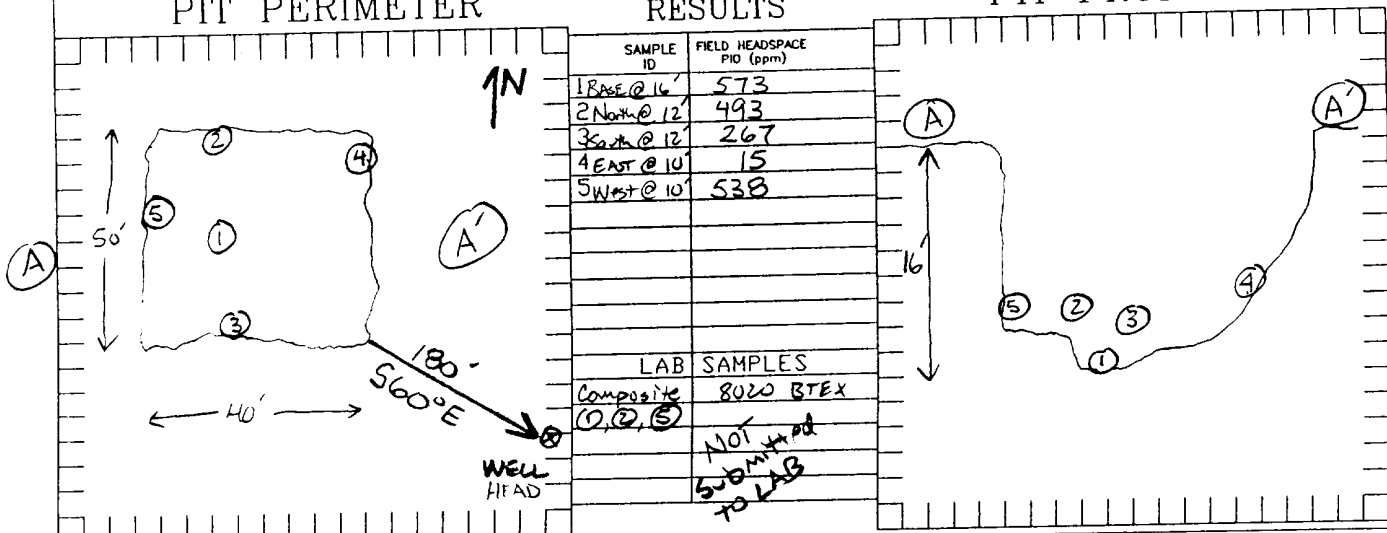 PIT PERIMETER
N
A
50'
40'
2
4
5
1
3
A'
180'
S60°E
WELL
HEAD
RESULTS
SAMPLE ID FIELD HEADSPACE PID (ppm)
1 BASE @ 16' 573
2 North @ 12' 493
3 South @ 12' 267
4 EAST @ 10' 15
5 West @ 10' 538
LAB SAMPLES
Composite 8020 BTEX
1, 2, 5
NOT
Submitted
TO LAB
A
A'
16'
5
2
3
4
1